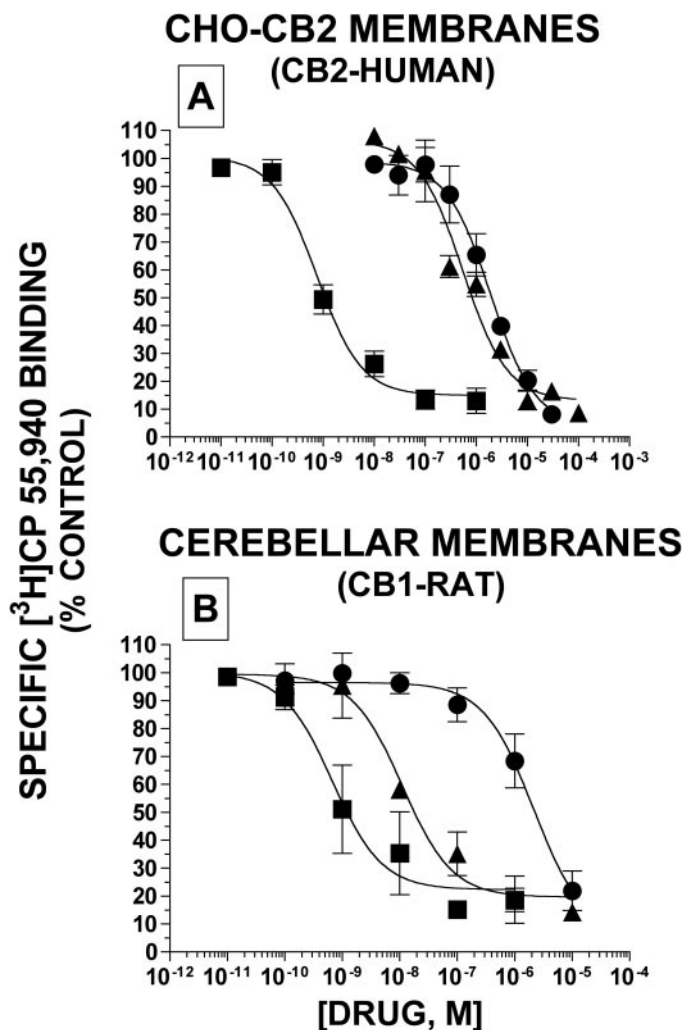 CHO-CB2 MEMBRANES
(CB2-HUMAN)
A
110
100
90
80
70
60
50
40
30
20
10
0
10-12 10-11 10-10 10-9 10-8 10-7 10-6 10-5 10-4 10-3
SPECIFIC [3H]CP 55,940 BINDING
(% CONTROL)
CEREBELLAR MEMBRANES
(CB1-RAT)
B
110
100
90
80
70
60
50
40
30
20
10
0
10-12 10-11 10-10 10-9 10-8 10-7 10-6 10-5 10-4
[DRUG, M]